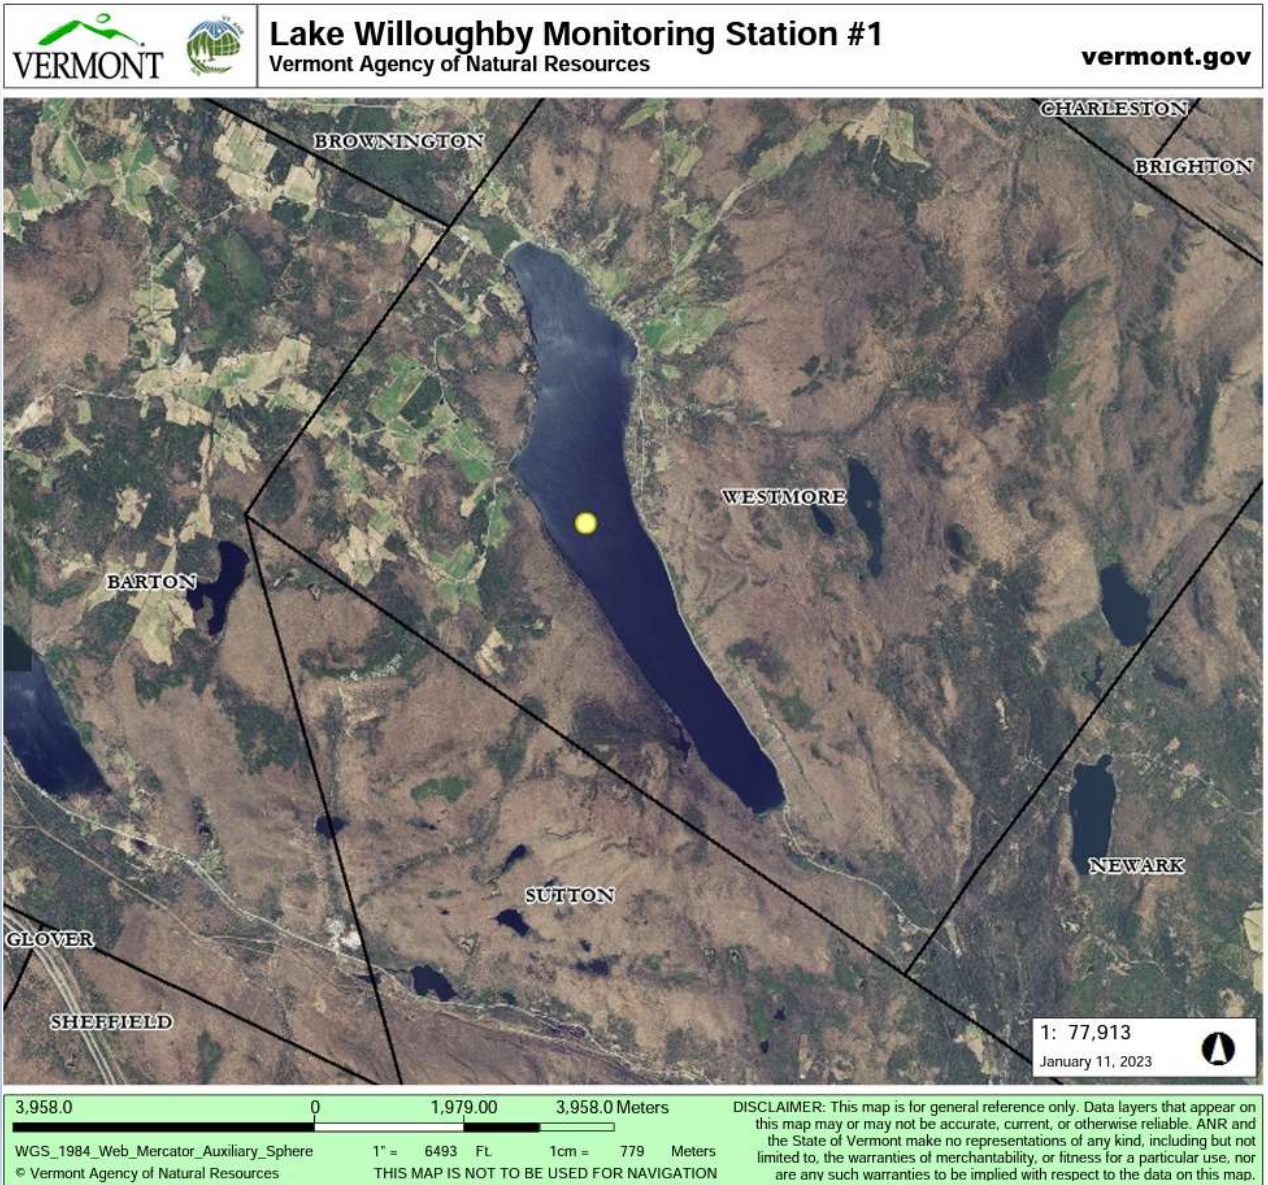 VERMONT
Lake Willoughby Monitoring Station #1
Vermont Agency of Natural Resources
vermont.gov
CHARLESTON
BROWNINGTON
BRIGHTON
WESTMORE
BARTON
NEWARK
SUTTON
GLOVER
SHEFFIELD
1: 77,913
January 11, 2023
3,958.0 0 1,979.00 3,958.0 Meters
WGS_1984_Web_Mercator_Auxiliary_Sphere 1" = 6493 Ft. 1cm = 779 Meters
© Vermont Agency of Natural Resources THIS MAP IS NOT TO BE USED FOR NAVIGATION
DISCLAIMER: This map is for general reference only. Data layers that appear on
this map may or may not be accurate, current, or otherwise reliable. ANR and
the State of Vermont make no representations of any kind, including but not
limited to, the warranties of merchantability, or fitness for a particular use, nor
are any such warranties to be implied with respect to the data on this map.